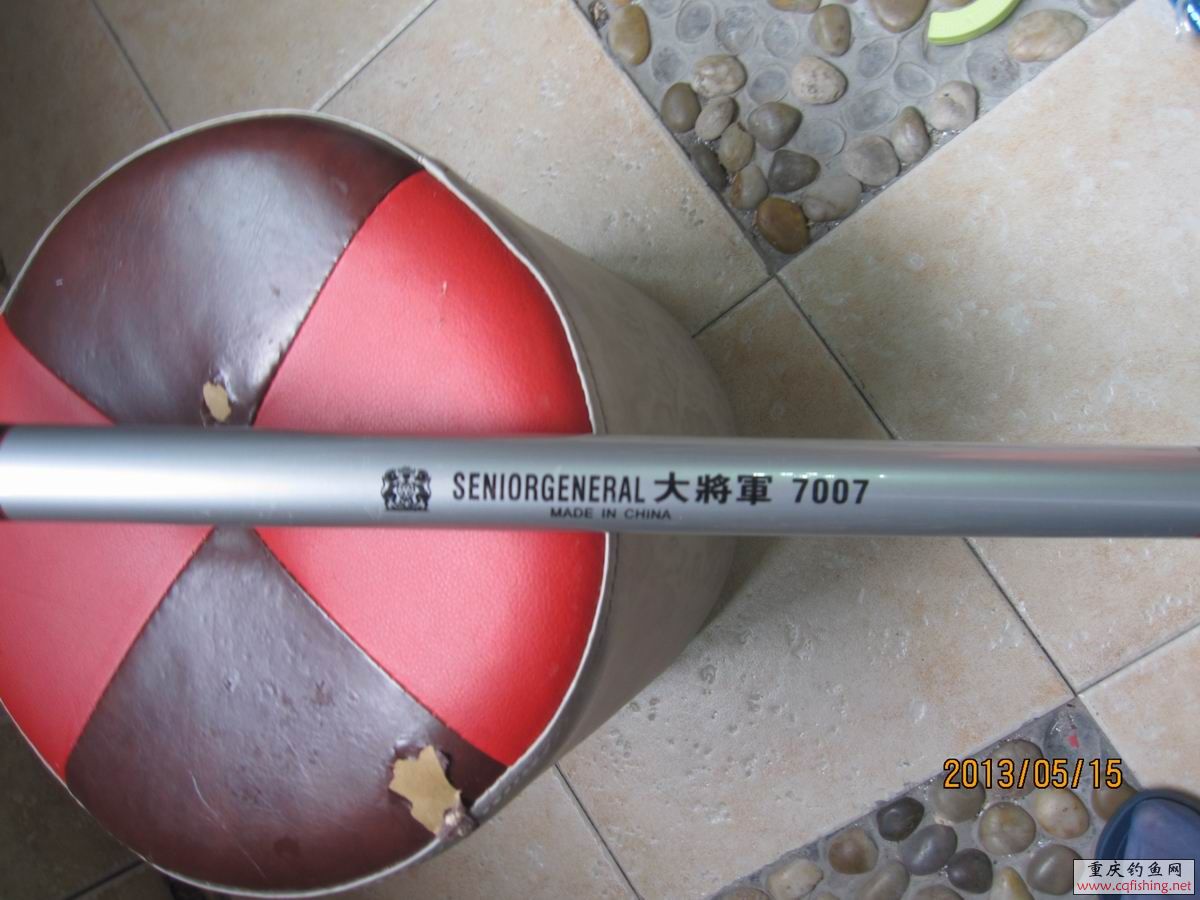 SENIORGENERAL 大將軍 7007
MADE IN CHINA
2013/05/15
重庆钓鱼网
www.cqfishing.net